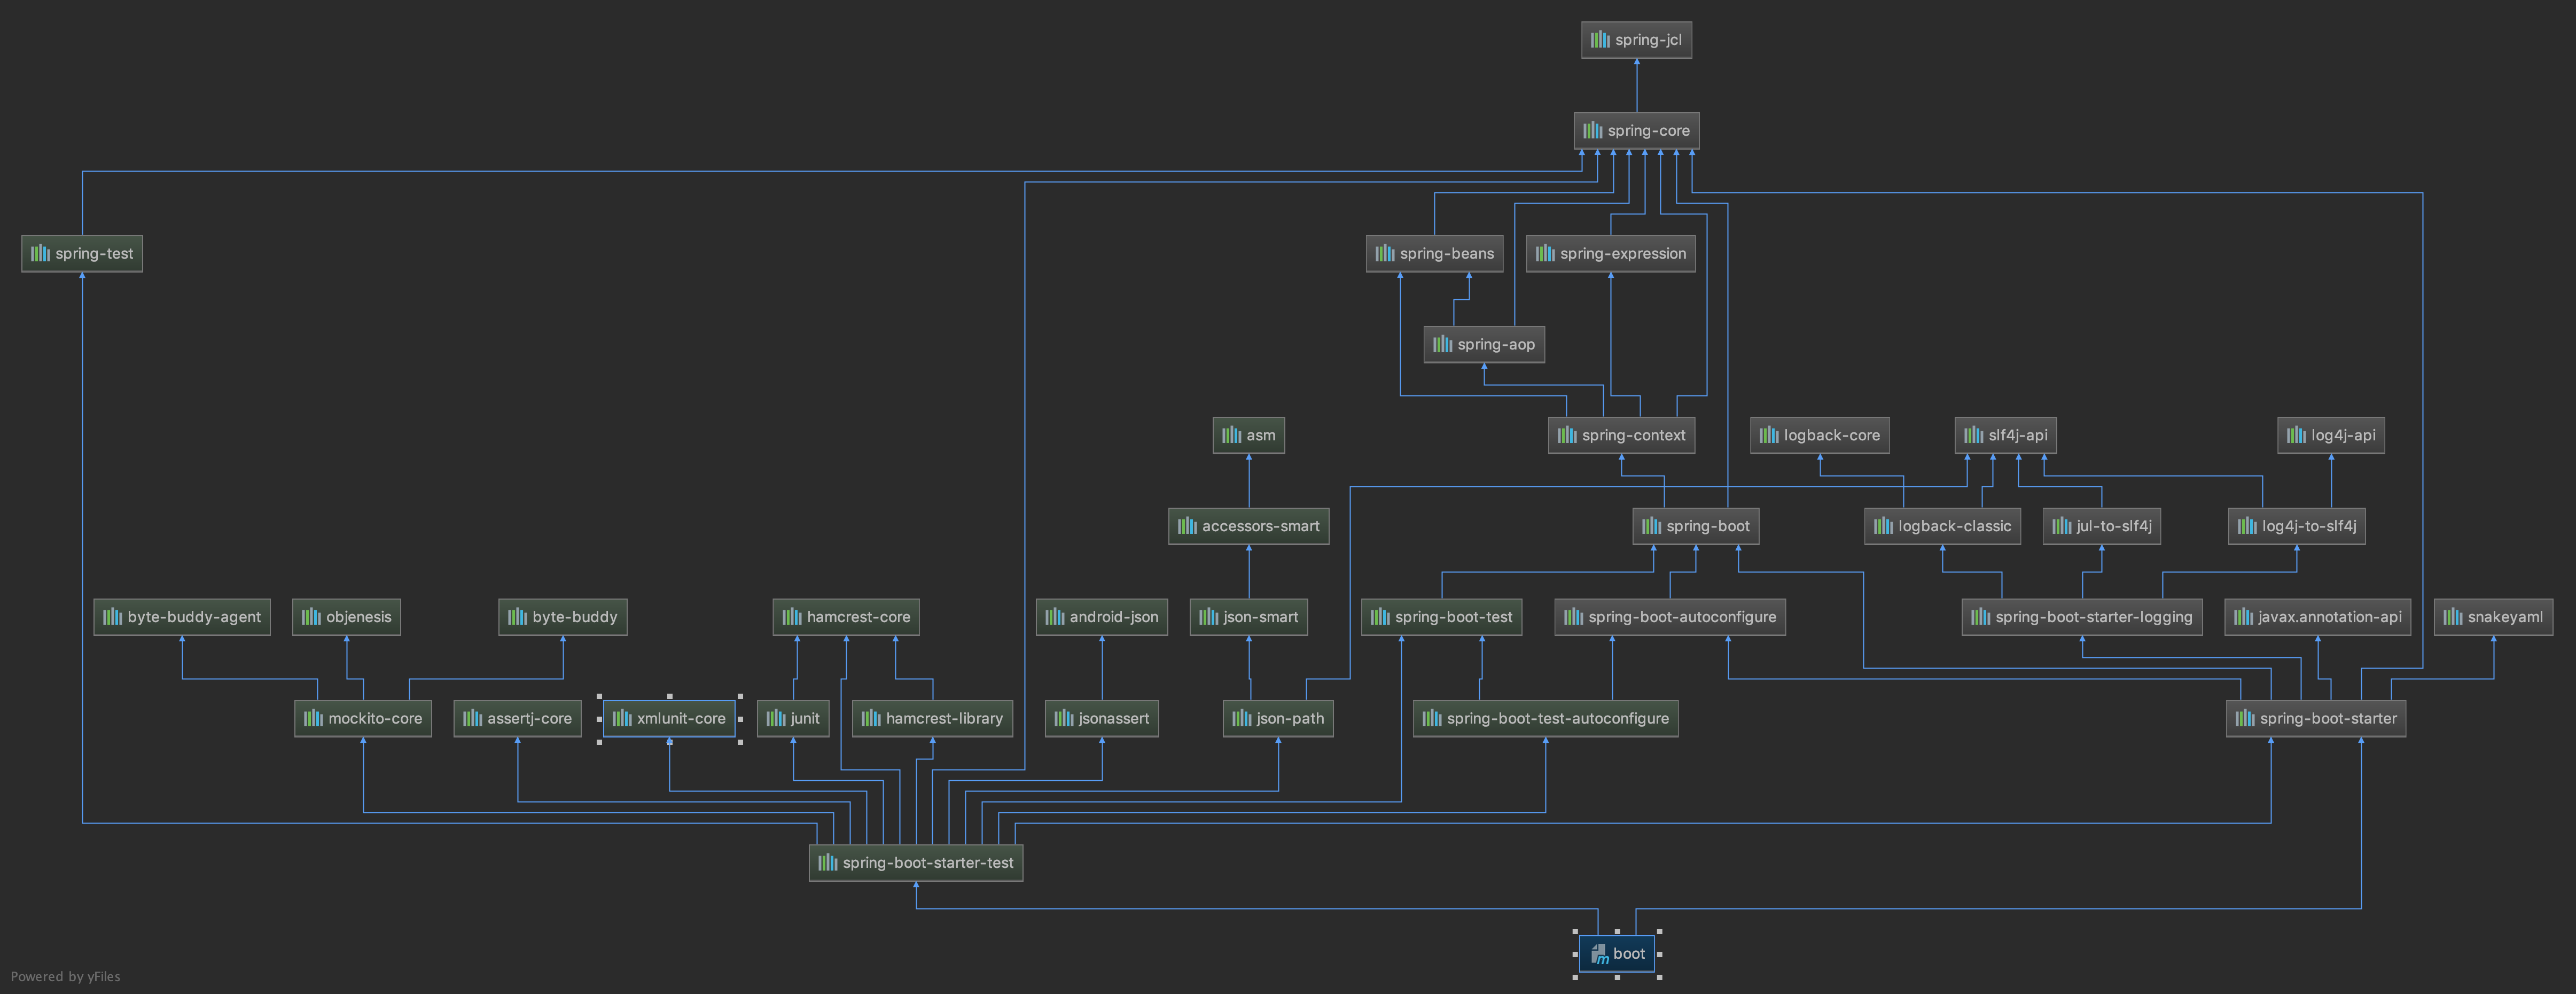 spring-jcl
spring-core
spring-test
spring-beans
spring-expression
spring-aop
asm
spring-context
logback-core
slf4j-api
log4j-api
accessors-smart
spring-boot
logback-classic
jul-to-slf4j
log4j-to-slf4j
byte-buddy-agent
objenesis
byte-buddy
hamcrest-core
android-json
json-smart
spring-boot-test
spring-boot-autoconfigure
spring-boot-starter-logging
javax.annotation-api
snakeyaml
mockito-core
assertj-core
xmlunit-core
junit
hamcrest-library
jsonassert
json-path
spring-boot-test-autoconfigure
spring-boot-starter
spring-boot-starter-test
boot
Powered by yFiles